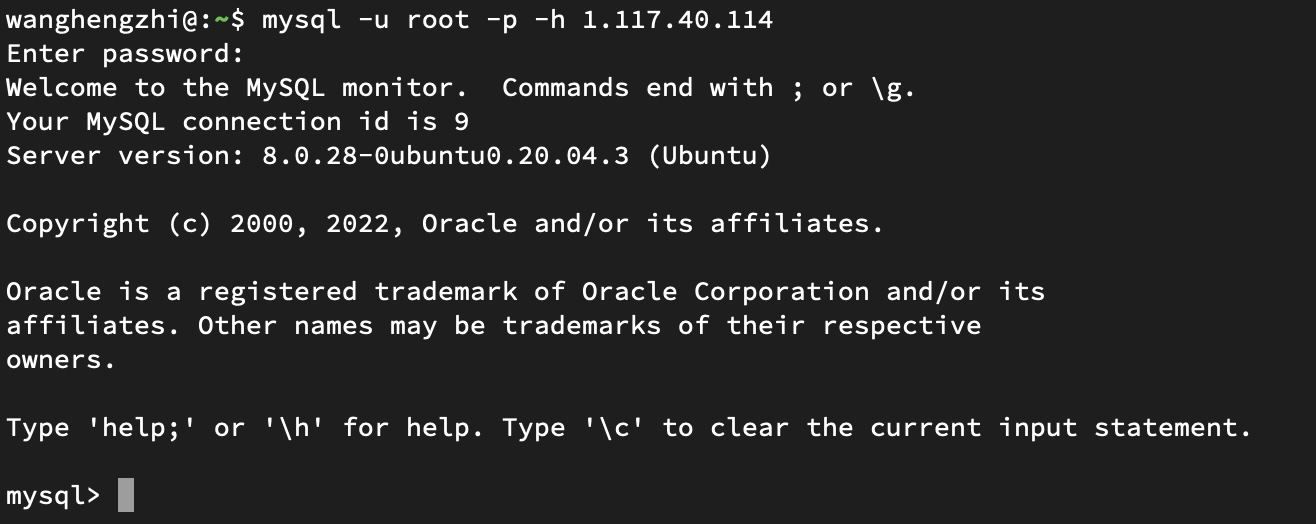 wanghengzhi@:~$ mysql -u root -p -h 1.117.40.114
Enter password:
Welcome to the MySQL monitor.  Commands end with ; or \g.
Your MySQL connection id is 9
Server version: 8.0.28-0ubuntu0.20.04.3 (Ubuntu)

Copyright (c) 2000, 2022, Oracle and/or its affiliates.

Oracle is a registered trademark of Oracle Corporation and/or its
affiliates. Other names may be trademarks of their respective
owners.

Type 'help;' or '\h' for help. Type '\c' to clear the current input statement.

mysql>